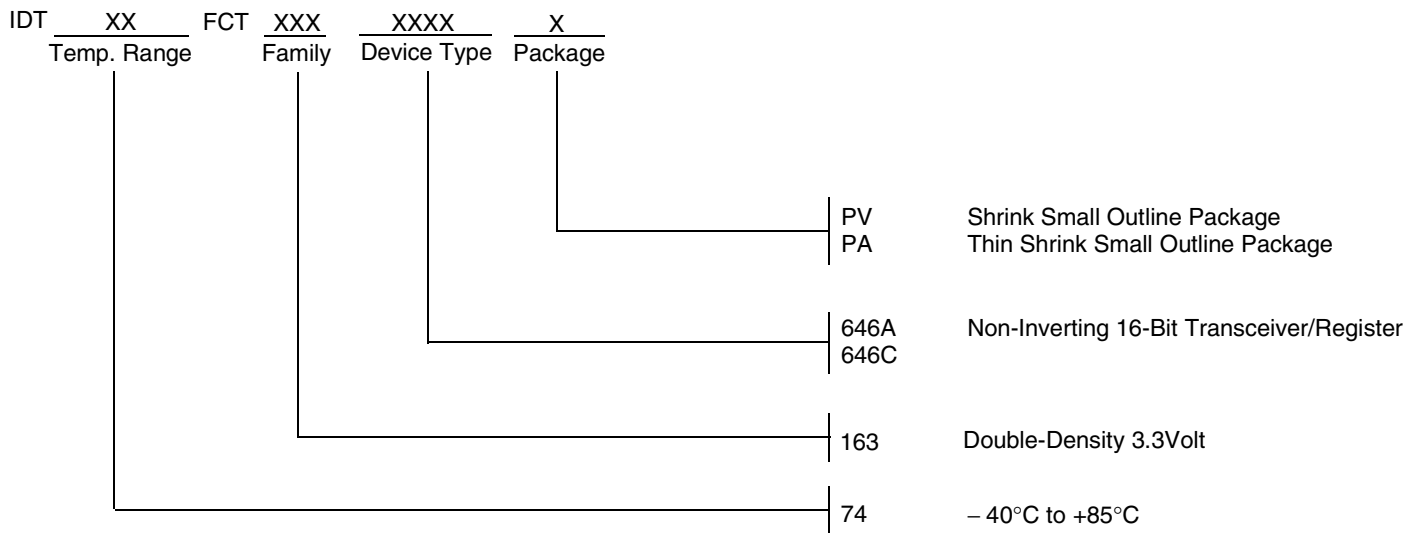 IDT XX FCT XXX XXXX X
Temp. Range Family Device Type Package
PV Shrink Small Outline Package
PA Thin Shrink Small Outline Package
646A Non-Inverting 16-Bit Transceiver/Register
646C
163 Double-Density 3.3Volt
74 – 40°C to +85°C